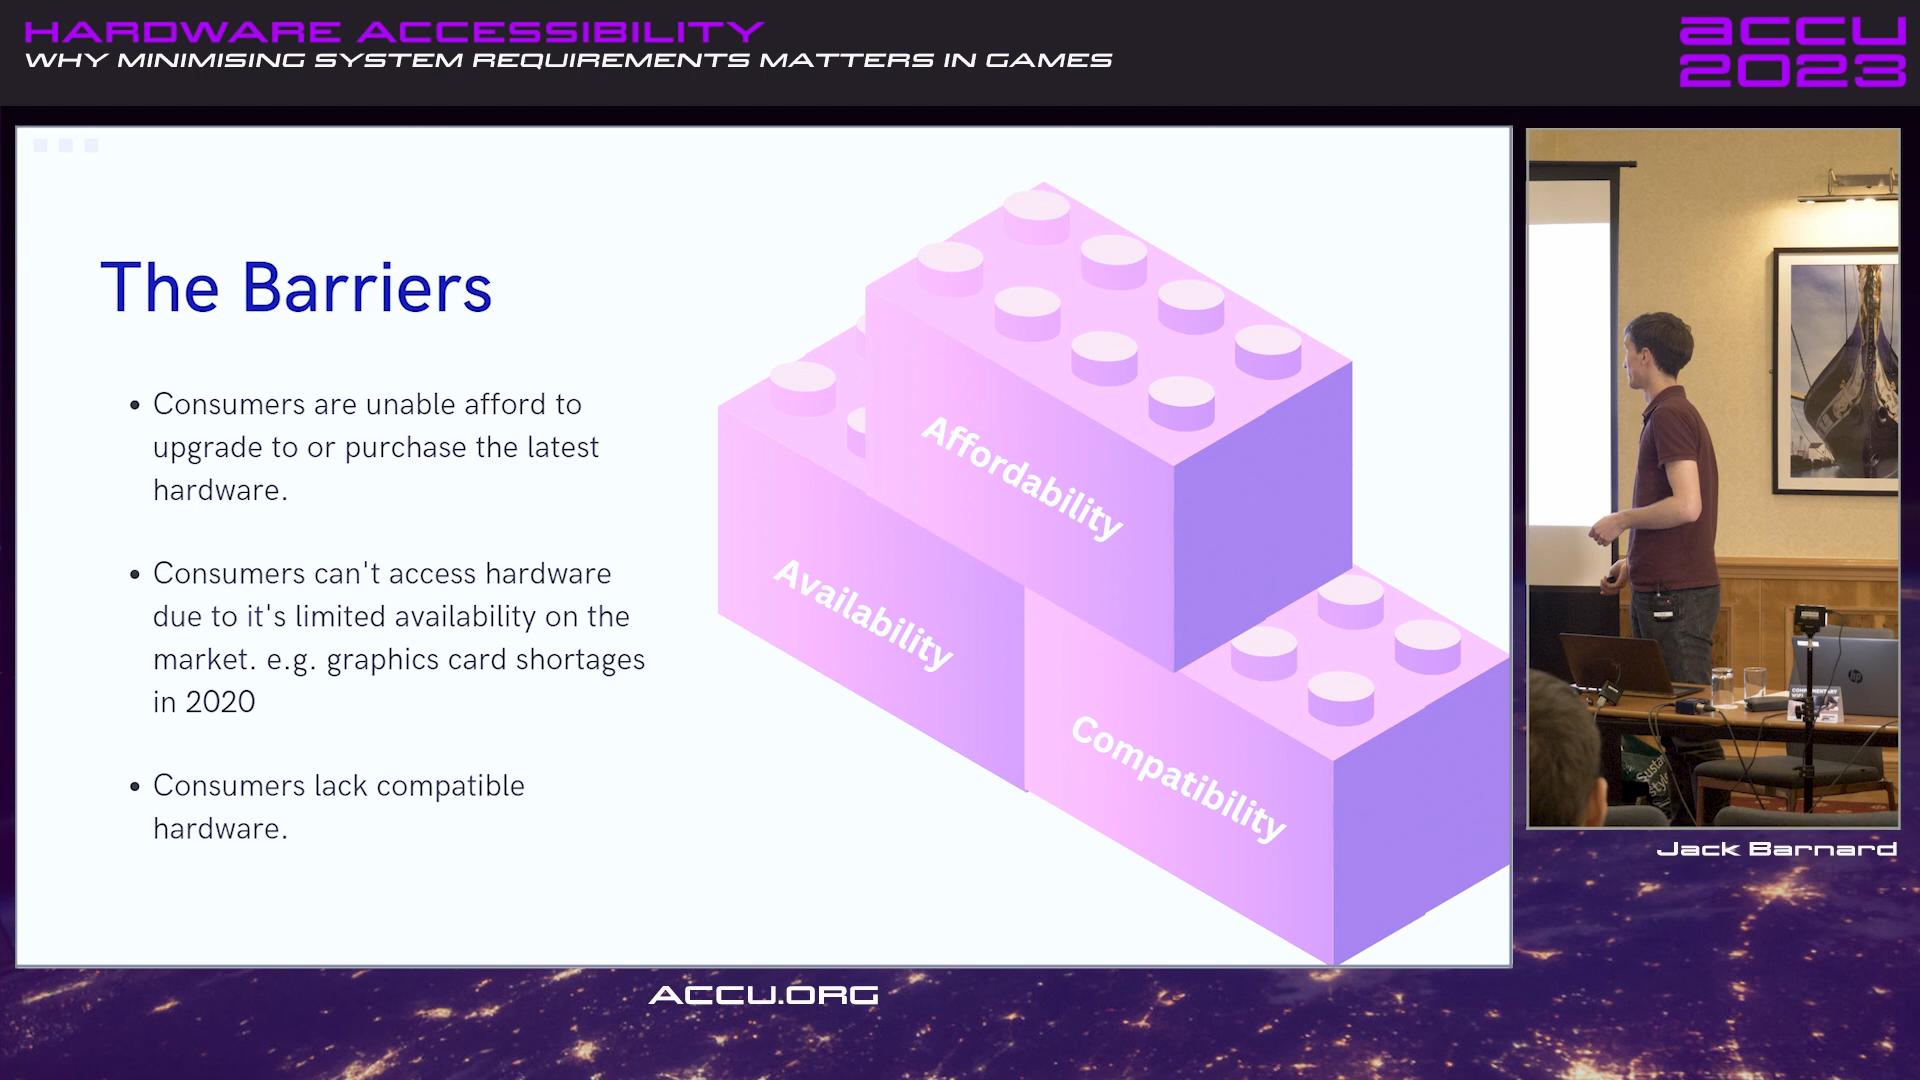 HARDWARE ACCESSIBILITY
WHY MINIMISING SYSTEM REQUIREMENTS MATTERS IN GAMES
accu
2023
The Barriers
• Consumers are unable afford to
upgrade to or purchase the latest
hardware.
• Consumers can't access hardware
due to it's limited availability on the
market. e.g. graphics card shortages
in 2020
• Consumers lack compatible
hardware.
Affordability
Availability
Compatibility
hp
Jack Barnard
ACCU.ORG